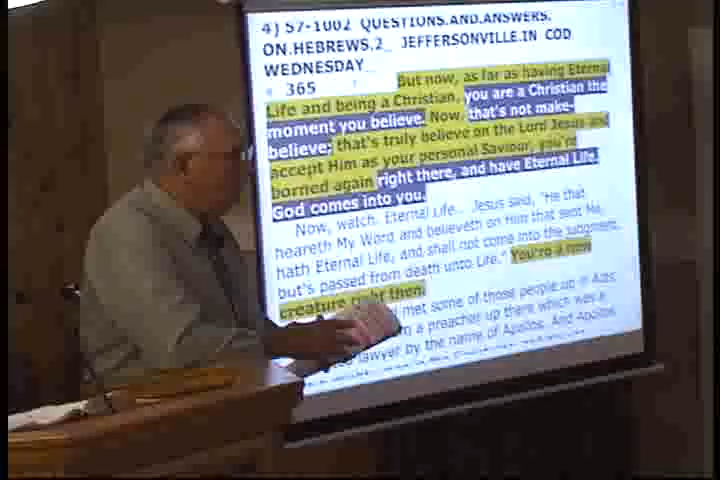 4) 57-1002 QUESTIONS.AND.ANSWERS.
ON.HEBREWS.2_ JEFFERSONVILLE.IN COD
WEDNESDAY_
365 But now, as far as having Eternal
Life and being a Christian, you are a Christian the
moment you believe. Now, that's not make-
believe; that's truly believe on the Lord Jesus and
accept Him as your personal Saviour, you're
borned again right there, and have Eternal Life.
God comes into you.
Now, watch. Eternal Life... Jesus said, "He that
heareth My Word and believeth on Him that sent Me,
hath Eternal Life, and shall not come into the judgment,
but's passed from death unto Life." You're a new
creature right then.
met some of those people up in
a preacher up there which was a
lawyer by the name of Apollos. And Apollos